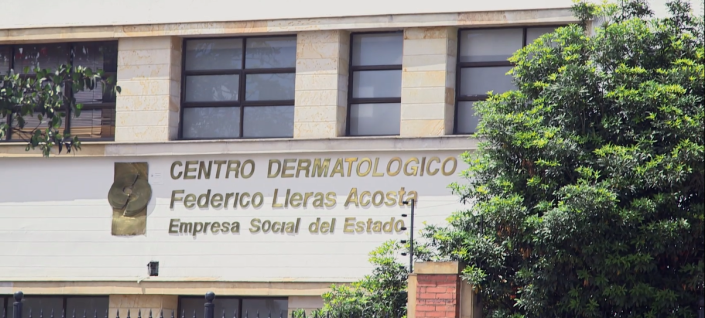 CENTRO DERMATOLOGICO
Federico Lleras Acosta
Empresa Social del Estado